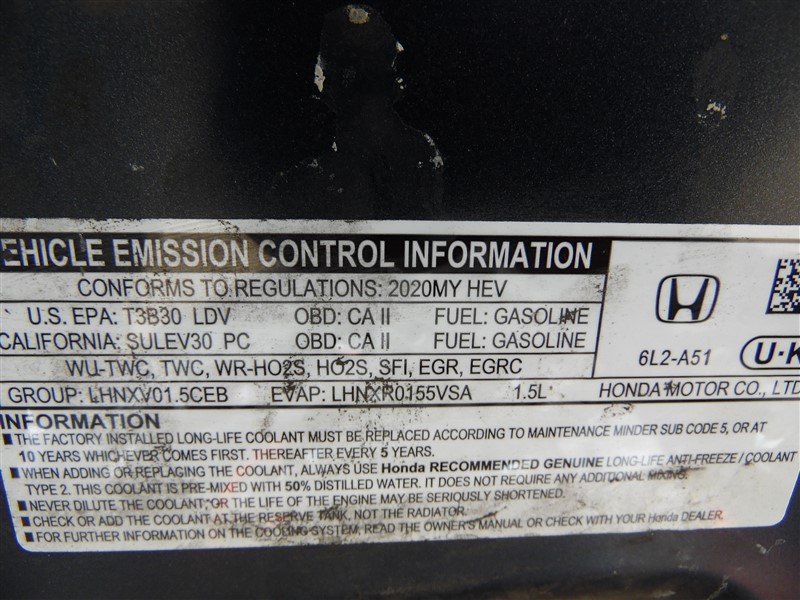 EHICLE EMISSION CONTROL INFORMATION
CONFORMS TO REGULATIONS: 2020MY HEV
U.S. EPA: T3B30 LDV OBD: CA II FUEL: GASOLINE
CALIFORNIA: SULEV30 PC OBD: CA II FUEL: GASOLINE
WU-TWC, TWC, WR-HO2S, HO2S, SFI, EGR, EGRC
GROUP: LHNXV01.5CEB EVAP: LHNXR0155VSA 1.5L
6L2-A51 U-K
HONDA MOTOR CO., LTD
INFORMATION
■ THE FACTORY INSTALLED LONG-LIFE COOLANT MUST BE REPLACED ACCORDING TO MAINTENANCE MINDER SUB CODE 5, OR AT
10 YEARS WHICHEVER COMES FIRST. THEREAFTER EVERY 5 YEARS.
■ WHEN ADDING OR REPLACING THE COOLANT, ALWAYS USE Honda RECOMMENDED GENUINE LONG-LIFE ANTI-FREEZE / COOLANT
TYPE 2. THIS COOLANT IS PRE-MIXED WITH 50% DISTILLED WATER. IT DOES NOT REQUIRE ANY ADDITIONAL MIXING.
■ NEVER DILUTE THE COOLANT, OR THE LIFE OF THE ENGINE MAY BE SERIOUSLY SHORTENED.
■ CHECK OR ADD THE COOLANT AT THE RESERVE TANK, NOT THE RADIATOR.
■ FOR FURTHER INFORMATION ON THE COOLING SYSTEM, READ THE OWNER'S MANUAL OR CHECK WITH YOUR Honda DEALER.